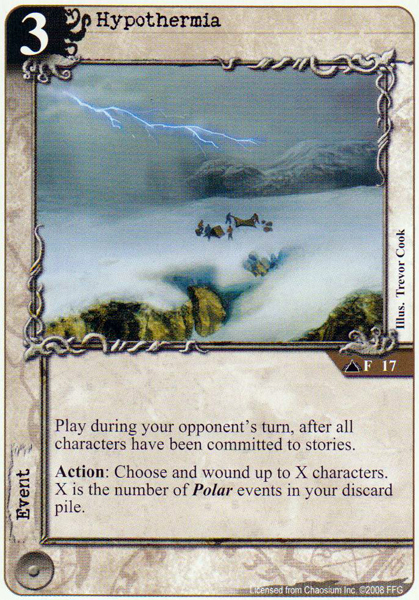 3
Hypothermia
Illus. Trevor Cook
F 17
Play during your opponent's turn, after all
characters have been committed to stories.
Action: Choose and wound up to X characters.
X is the number of Polar events in your discard
pile.
Event
Licensed from Chaosium Inc. ©2008 FFG